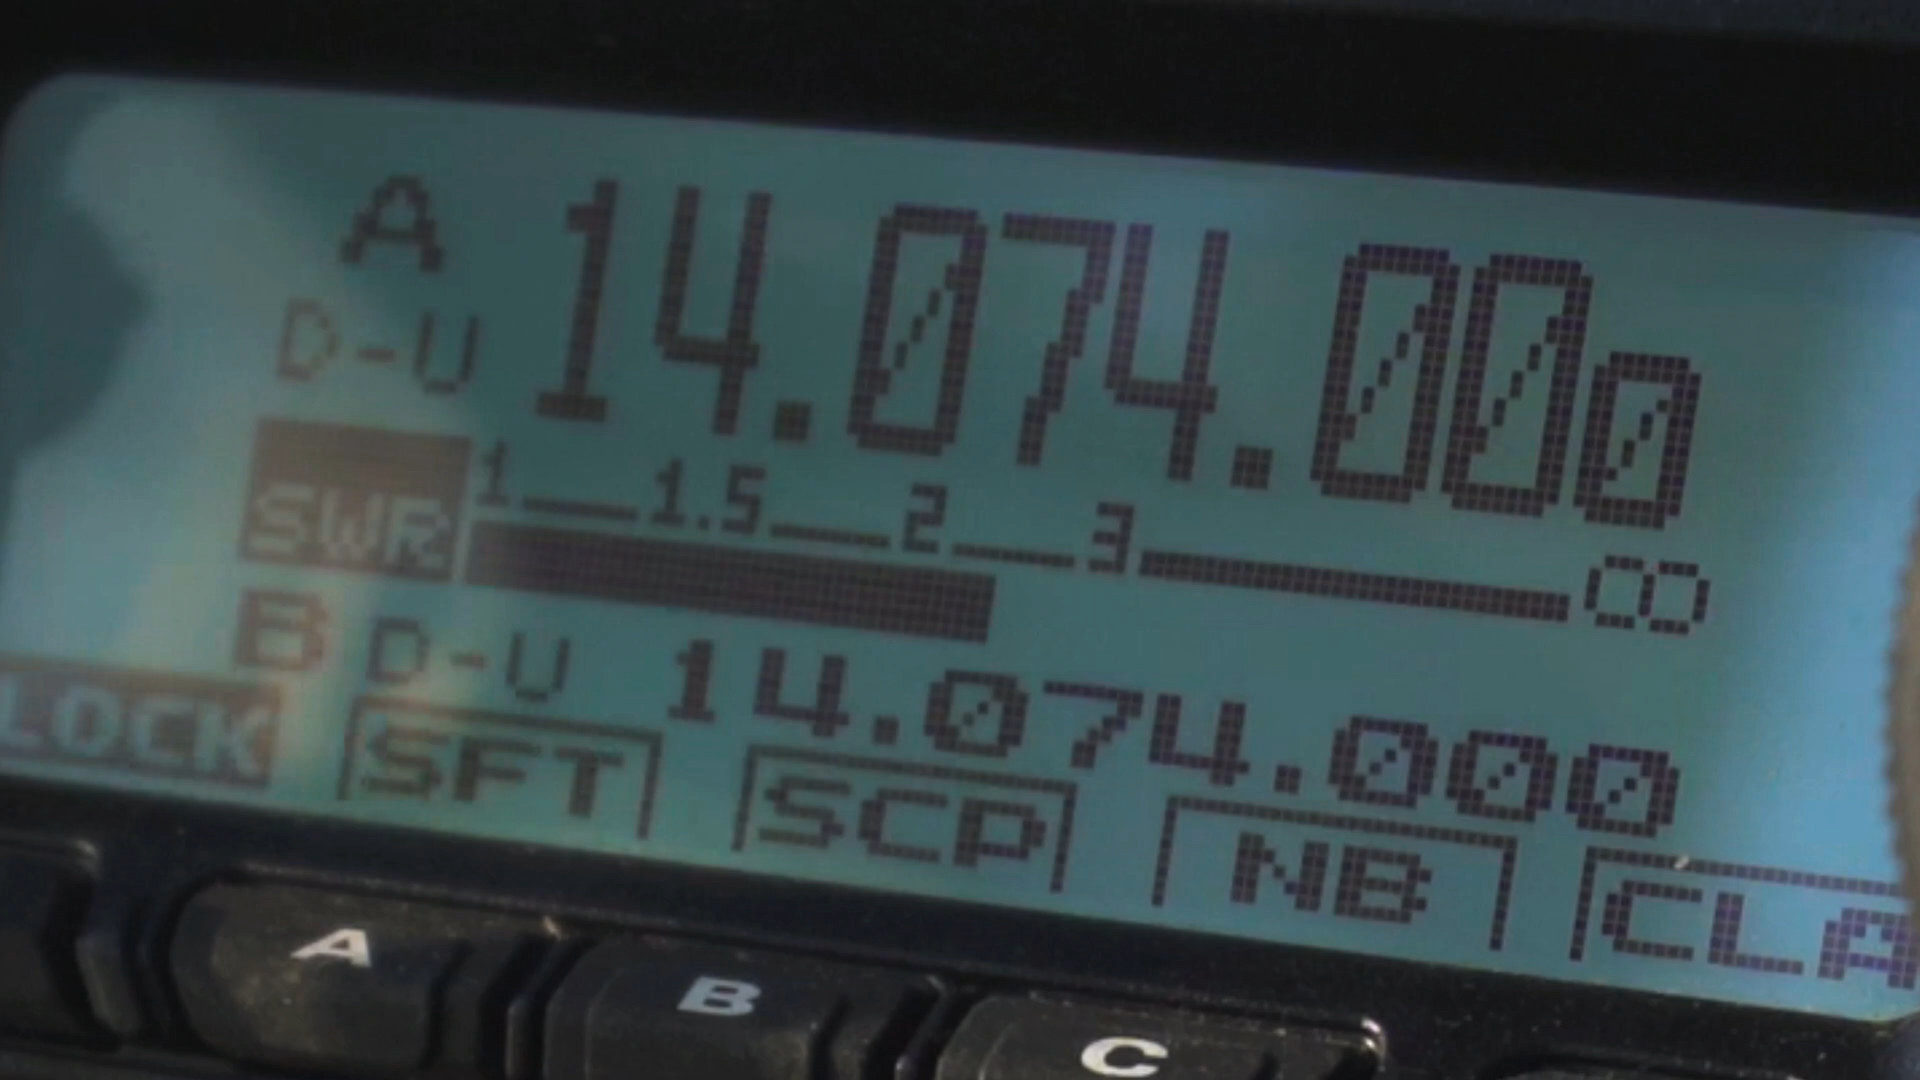 A 14.074.000
D-U
SWR 1 1.5 2 3 ∞
B D-U 14.074.000
LOCK SFT SCP NB CLA
A B C